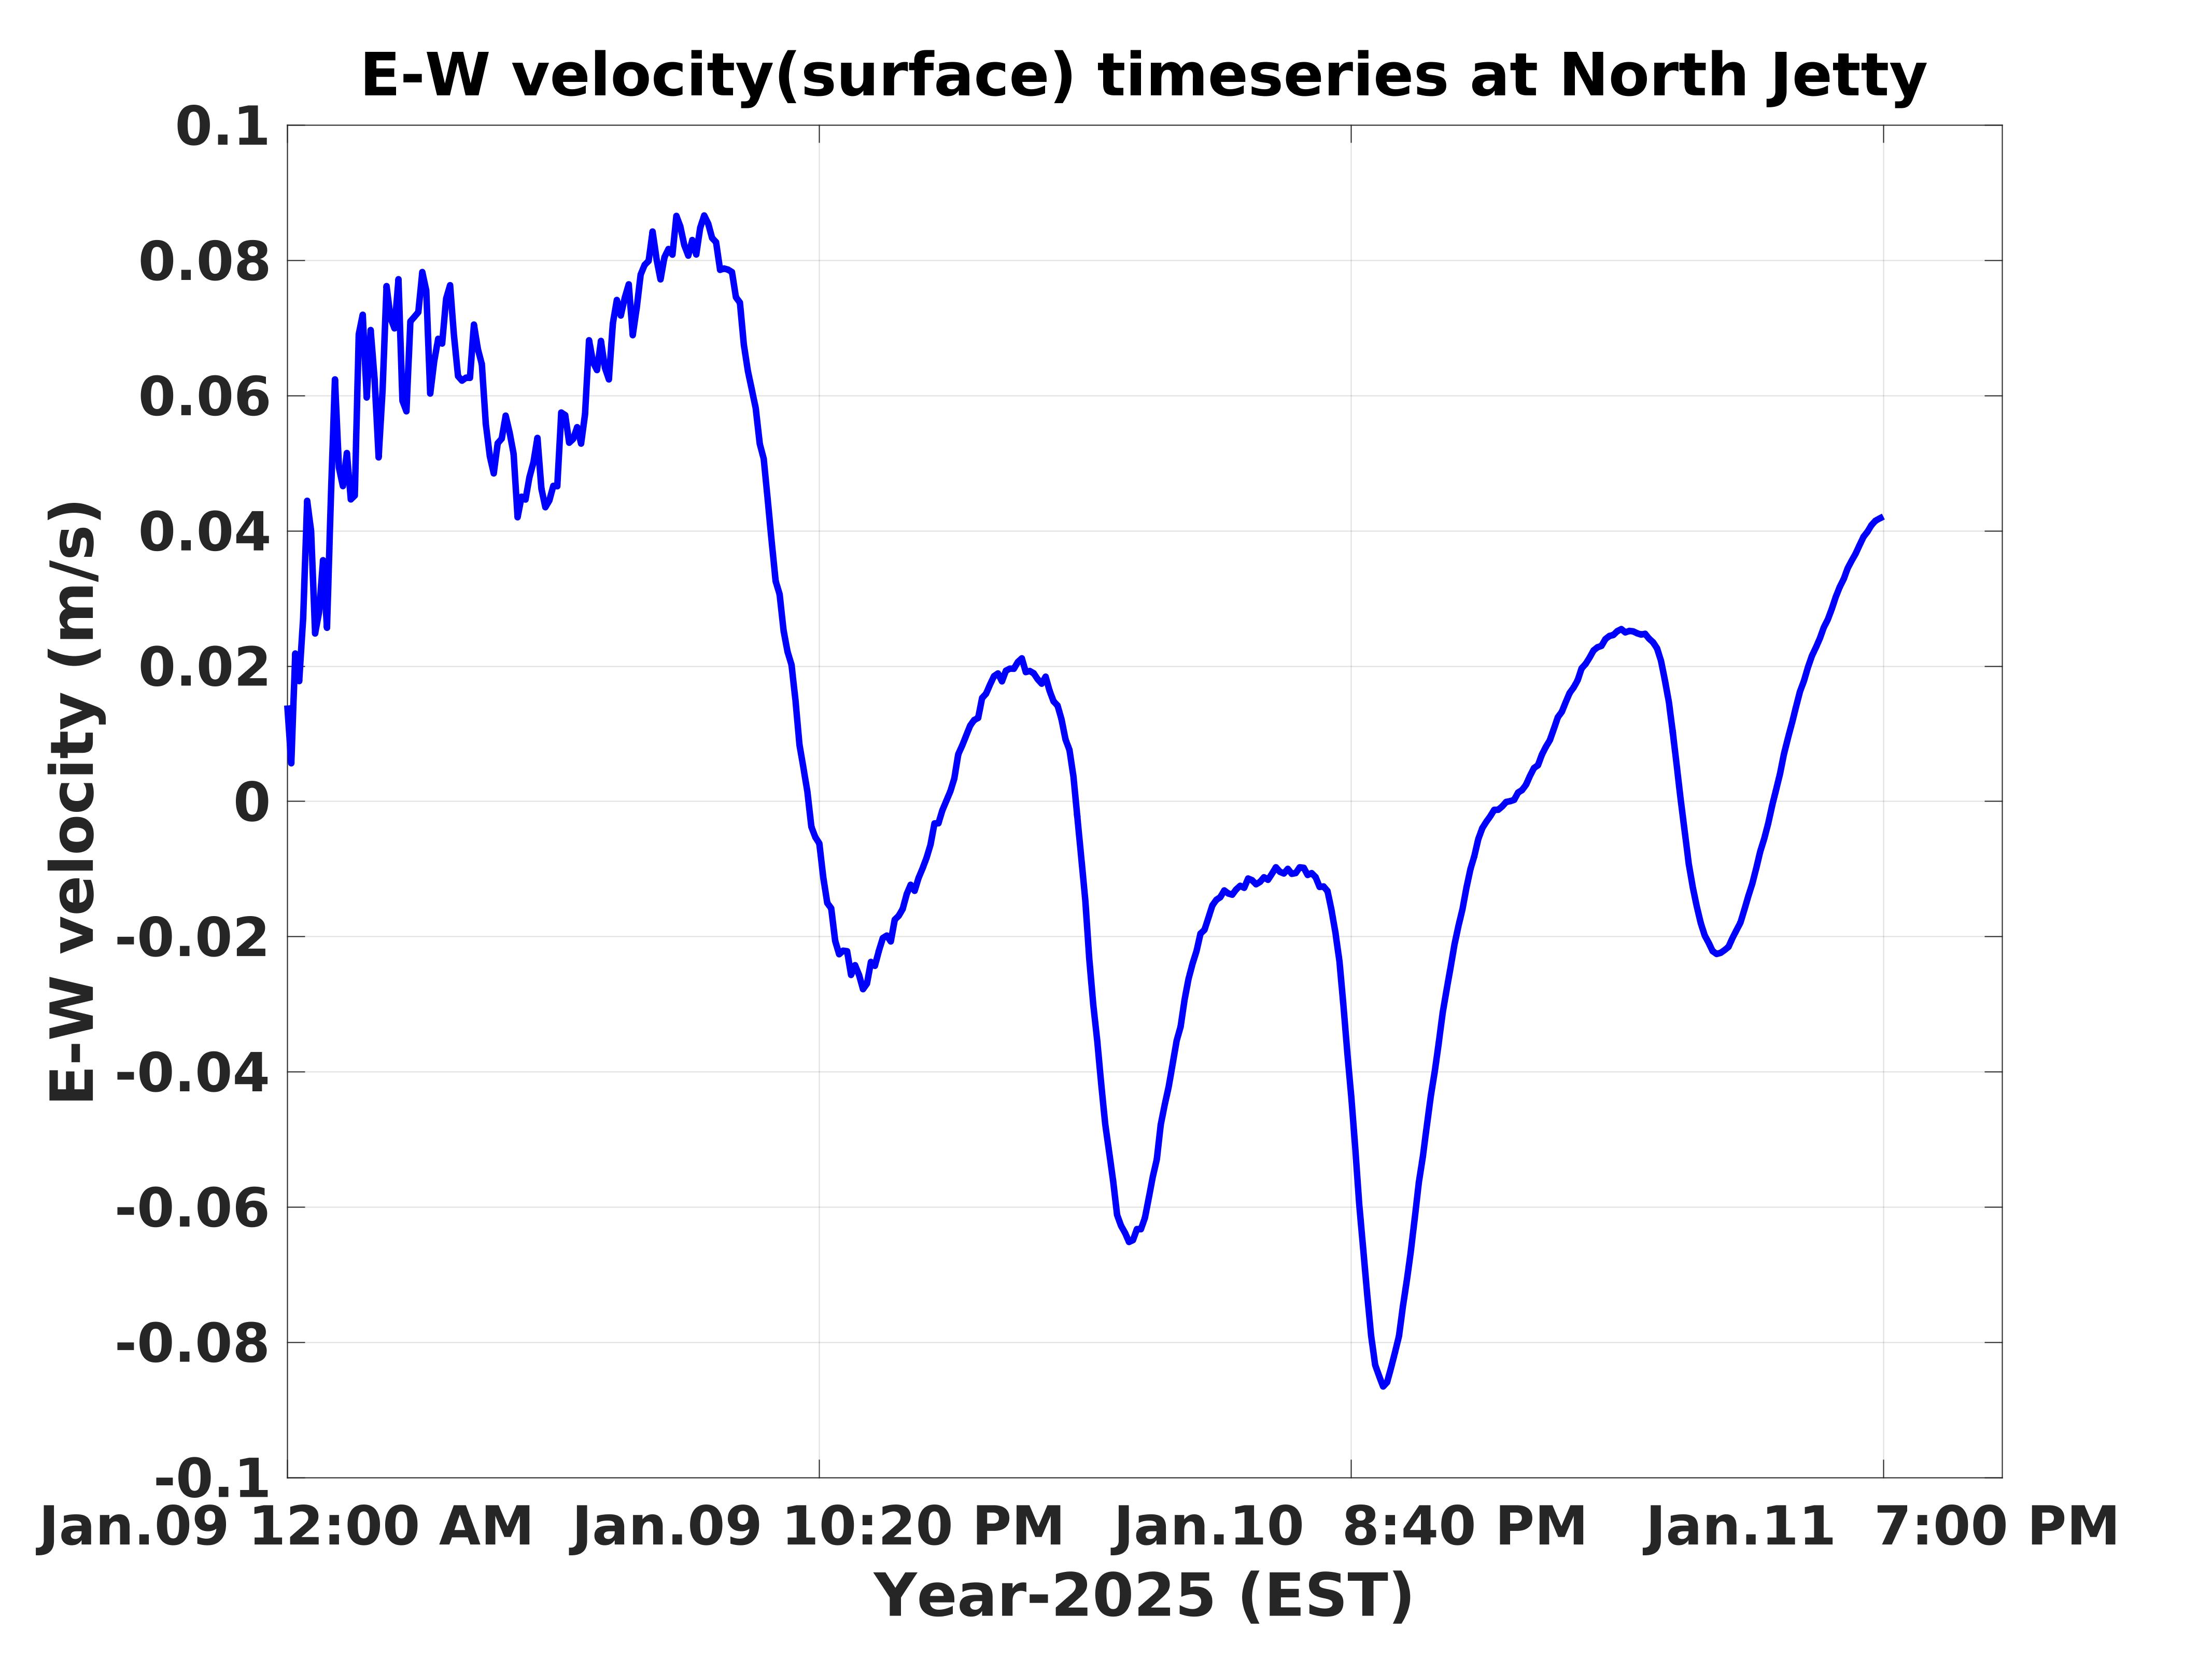 E-W velocity(surface) timeseries at North Jetty
0.1
0.08
0.06
0.04
0.02
0
-0.02
-0.04
-0.06
-0.08
-0.1
E-W velocity (m/s)
Jan.09 12:00 AM Jan.09 10:20 PM Jan.10  8:40 PM Jan.11  7:00 PM
Year-2025 (EST)